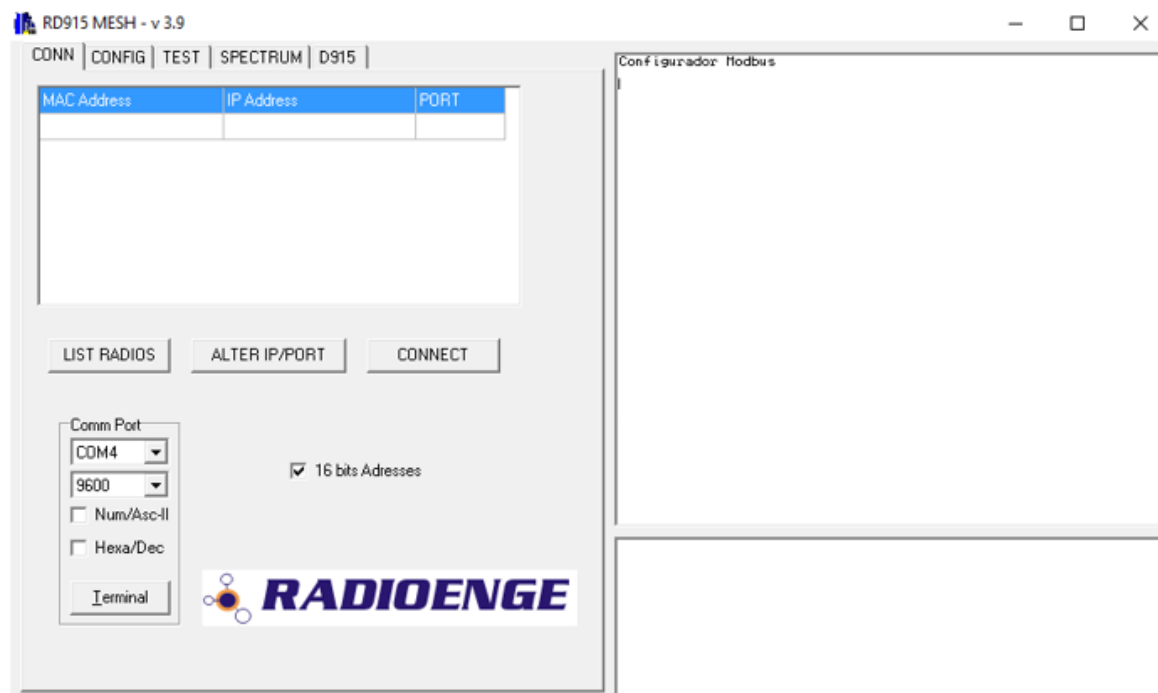 RD915 MESH - v 3.9
CONN CONFIG TEST SPECTRUM D915
MAC Address IP Address PORT
LIST RADIOS ALTER IP/PORT CONNECT
Comm Port
COM4
9600
Num/Asc-II
Hexa/Dec
Terminal
16 bits Adresses
RADIOENGE
Configurador Modbus